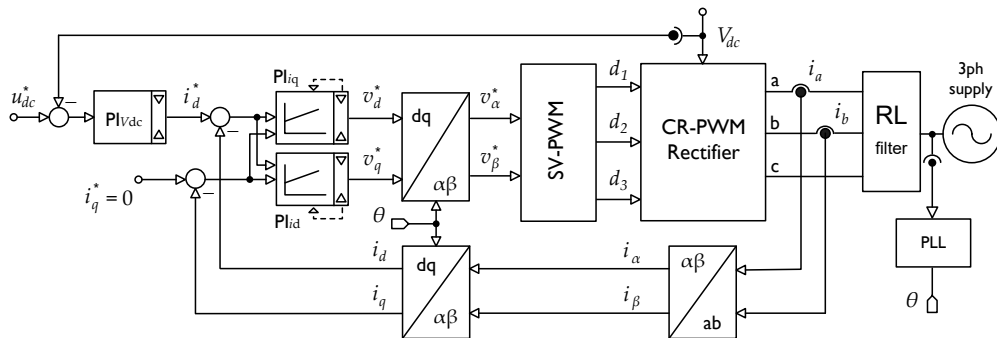 V_dc
u*_dc
−
PI_Vdc
i*_d
−
PI_iq
v*_d
dq
αβ
v*_α
SV-PWM
d_1
d_2
d_3
CR-PWM
Rectifier
a
b
c
i_a
i_b
RL
filter
3ph
supply
i*_q = 0
−
v*_q
PI_id
v*_β
θ
i_d
i_q
dq
αβ
i_α
i_β
αβ
ab
PLL
θ